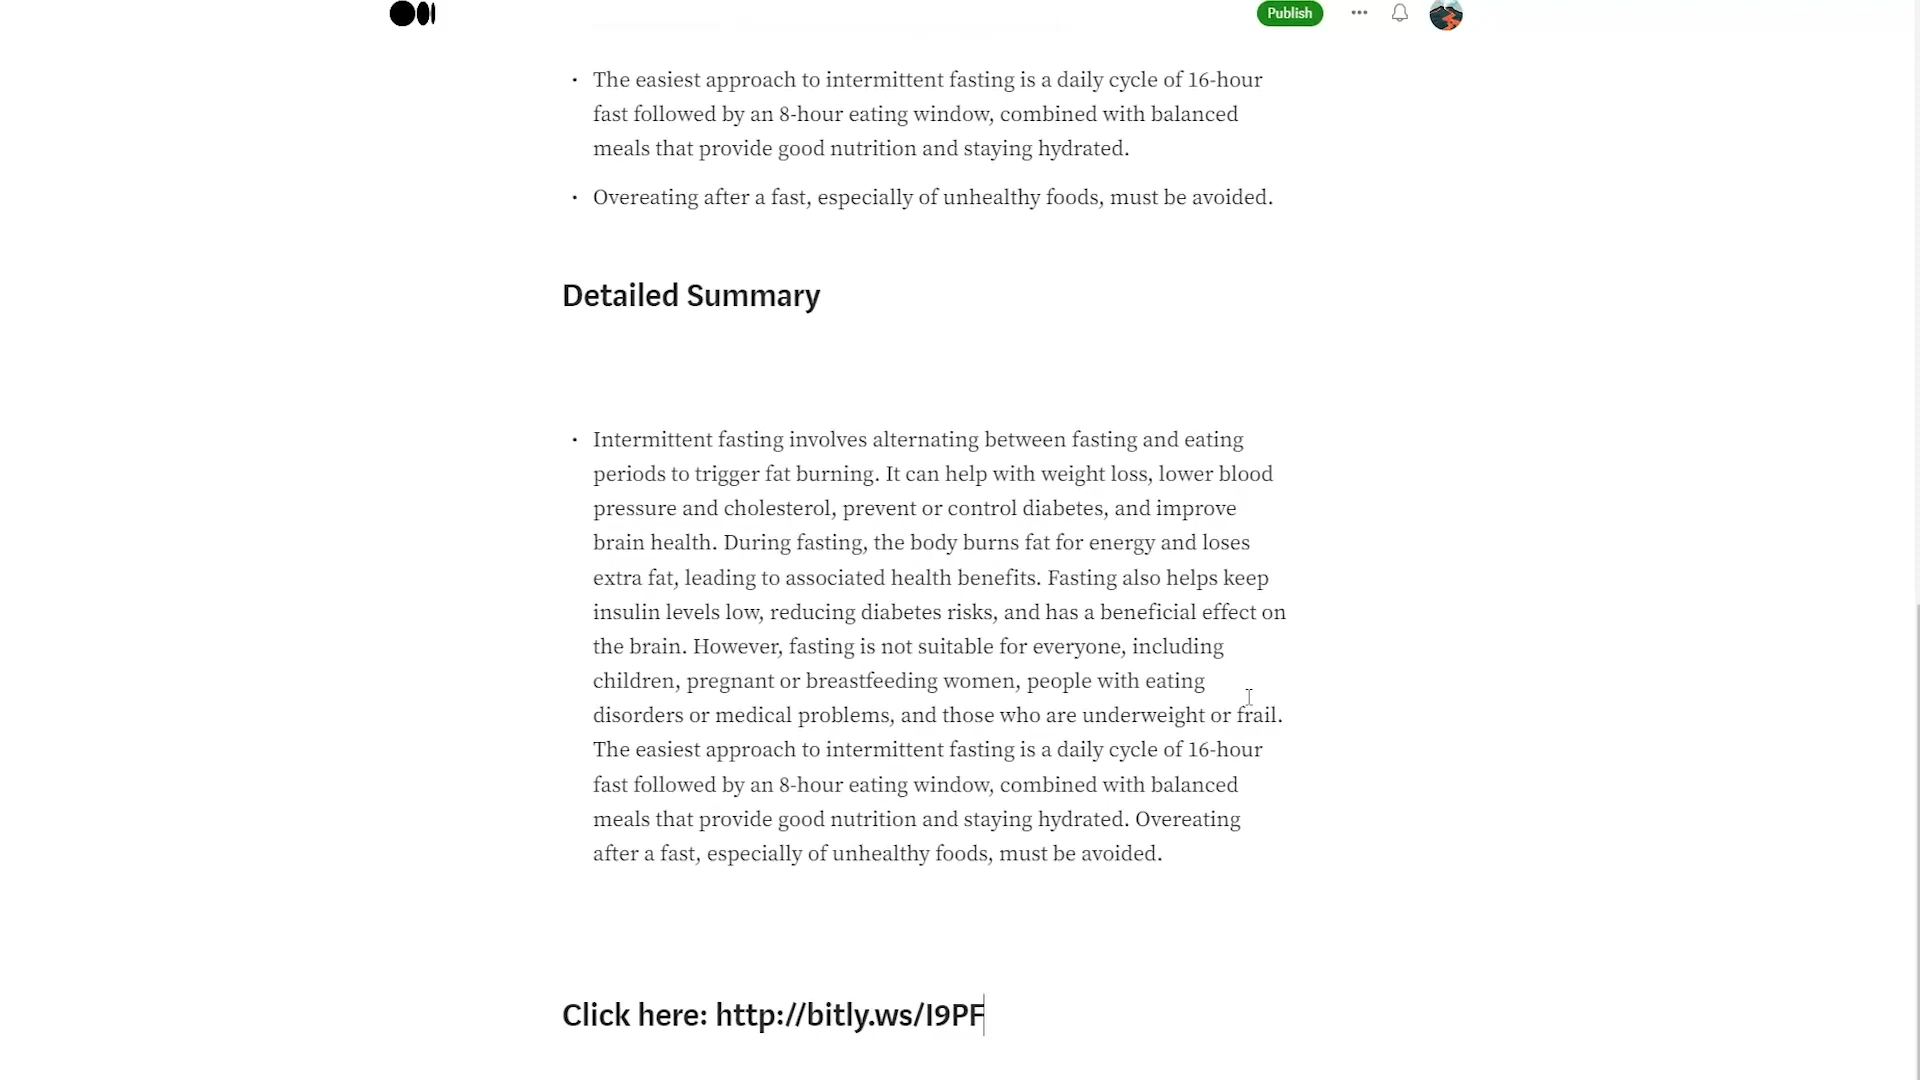 Publish
• The easiest approach to intermittent fasting is a daily cycle of 16-hour
fast followed by an 8-hour eating window, combined with balanced
meals that provide good nutrition and staying hydrated.
• Overeating after a fast, especially of unhealthy foods, must be avoided.
Detailed Summary
• Intermittent fasting involves alternating between fasting and eating
periods to trigger fat burning. It can help with weight loss, lower blood
pressure and cholesterol, prevent or control diabetes, and improve
brain health. During fasting, the body burns fat for energy and loses
extra fat, leading to associated health benefits. Fasting also helps keep
insulin levels low, reducing diabetes risks, and has a beneficial effect on
the brain. However, fasting is not suitable for everyone, including
children, pregnant or breastfeeding women, people with eating
disorders or medical problems, and those who are underweight or frail.
The easiest approach to intermittent fasting is a daily cycle of 16-hour
fast followed by an 8-hour eating window, combined with balanced
meals that provide good nutrition and staying hydrated. Overeating
after a fast, especially of unhealthy foods, must be avoided.
Click here: http://bitly.ws/I9PF